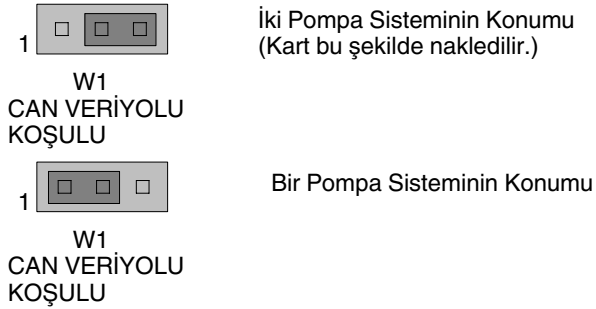 İki Pompa Sisteminin Konumu
(Kart bu şekilde nakledilir.)
1
W1
CAN VERİYOLU
KOŞULU
Bir Pompa Sisteminin Konumu
1
W1
CAN VERİYOLU
KOŞULU